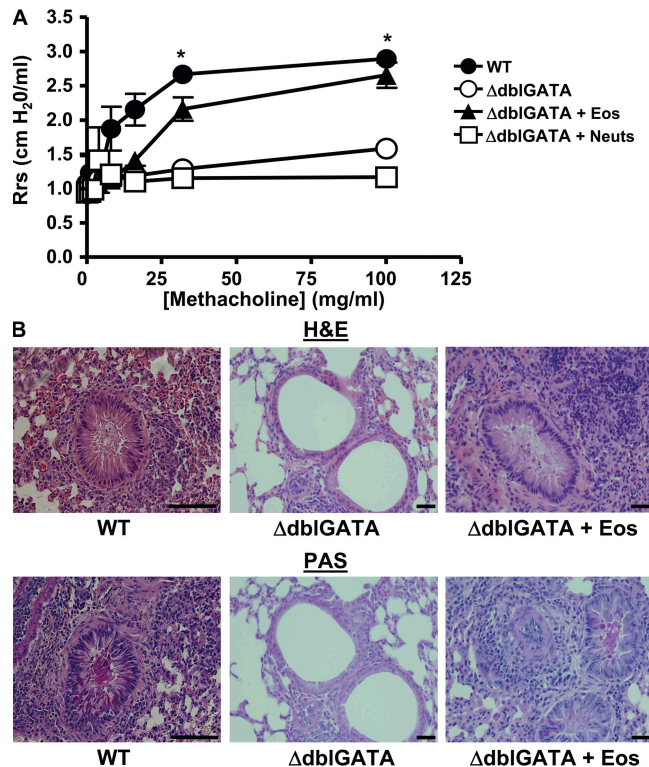 A
Rrs (cm H₂0/ml)
3.5
3.0
2.5
2.0
1.5
1.0
0.5
0.0
* *
0 25 50 75 100 125
[Methacholine] (mg/ml)
WT
ΔdblGATA
ΔdblGATA + Eos
ΔdblGATA + Neuts
B
H&E
WT ΔdblGATA ΔdblGATA + Eos
PAS
WT ΔdblGATA ΔdblGATA + Eos